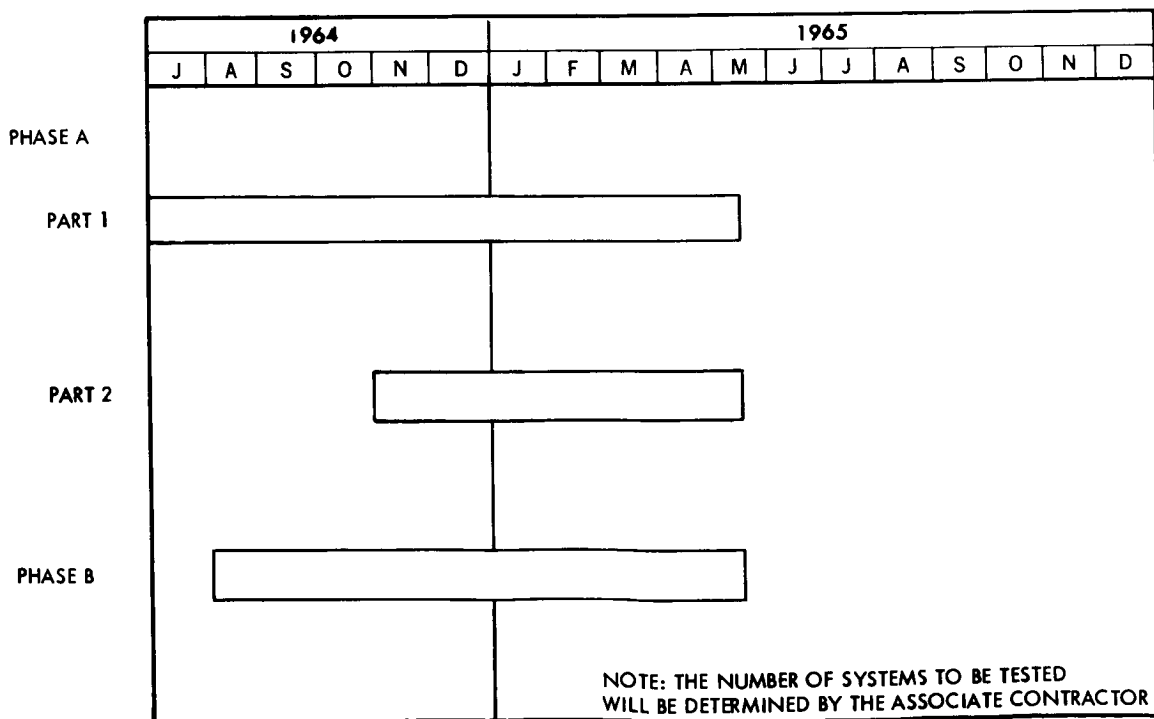 1964 1965
J A S O N D J F M A M J J A S O N D
PHASE A
PART 1
PART 2
PHASE B
NOTE: THE NUMBER OF SYSTEMS TO BE TESTED
WILL BE DETERMINED BY THE ASSOCIATE CONTRACTOR